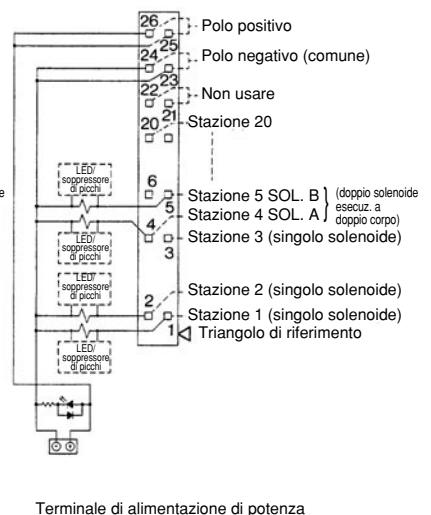 26
Polo positivo
25
24
Polo negativo (comune)
23
22
Non usare
21
20
Stazione 20
LED/
soppressore
di picchi
6
Stazione 5 SOL. B
(doppio solenoide
esecuz. a
doppio corpo)
5
Stazione 4 SOL. A
4
LED/
soppressore
di picchi
Stazione 3 (singolo solenoide)
3
LED/
soppressore
di picchi
Stazione 2 (singolo solenoide)
2
Stazione 1 (singolo solenoide)
1
Triangolo di riferimento
LED/
soppressore
di picchi
Terminale di alimentazione di potenza